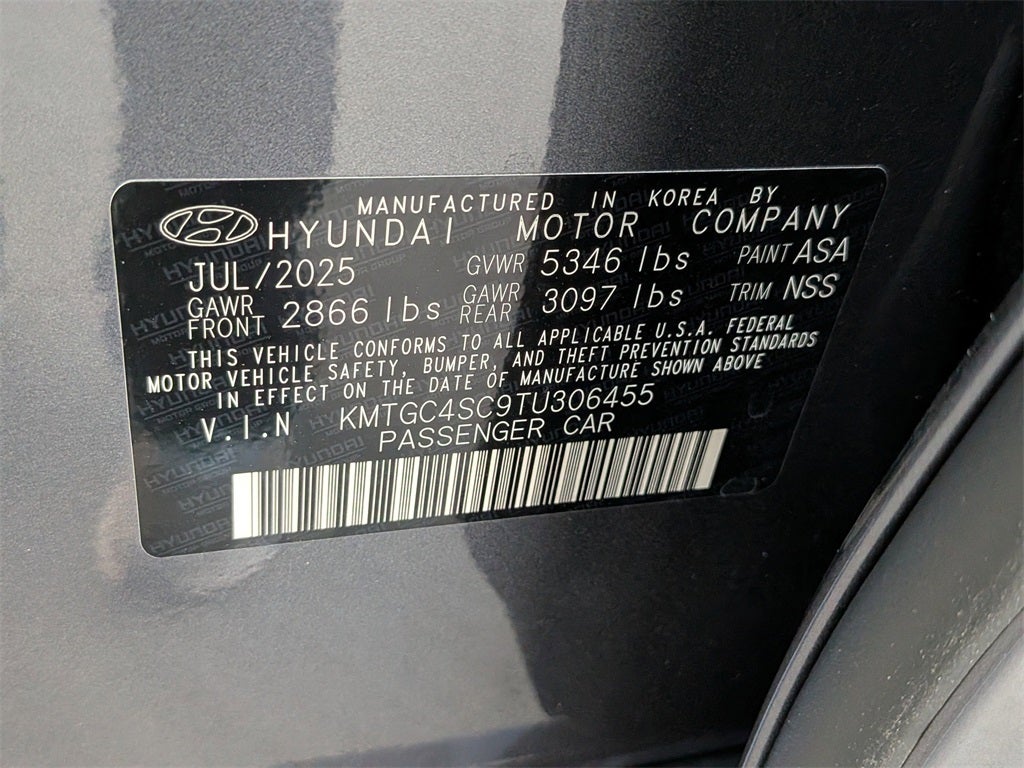 MANUFACTURED IN KOREA BY
HYUNDAI MOTOR COMPANY
JUL/2025 GVWR 5346 lbs PAINT ASA
GAWR FRONT 2866 lbs GAWR REAR 3097 lbs TRIM NSS
THIS VEHICLE CONFORMS TO ALL APPLICABLE U.S.A. FEDERAL
MOTOR VEHICLE SAFETY, BUMPER, AND THEFT PREVENTION STANDARDS
IN EFFECT ON THE DATE OF MANUFACTURE SHOWN ABOVE
V.I.N KMTGC4SC9TU306455
PASSENGER CAR